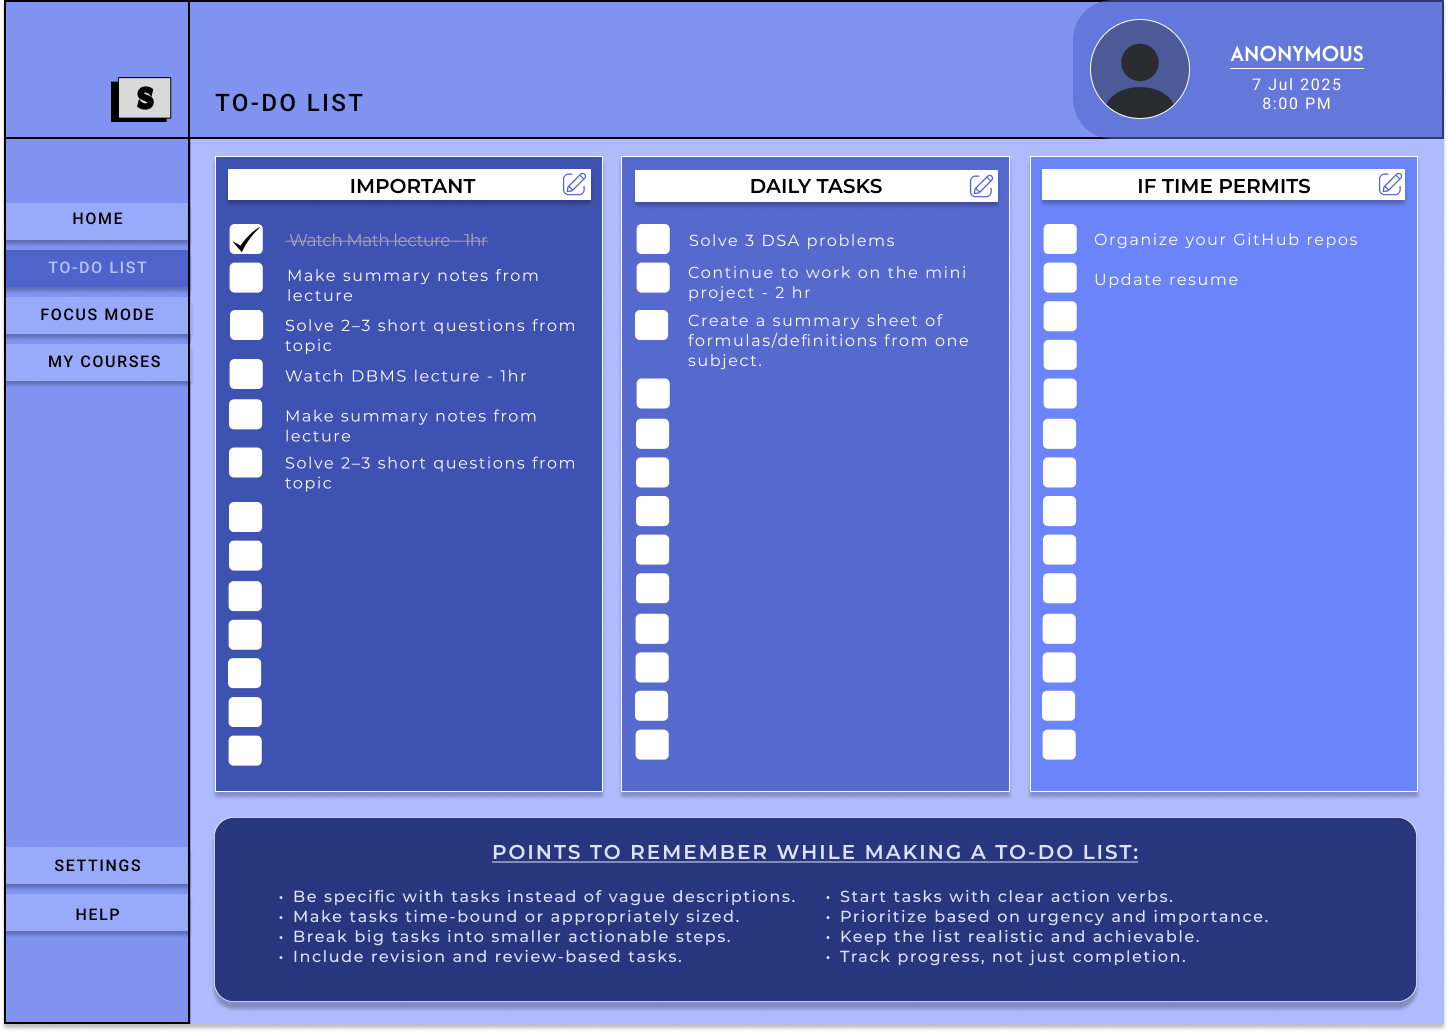 S
TO-DO LIST
ANONYMOUS
7 Jul 2025
8:00 PM
HOME
TO-DO LIST
FOCUS MODE
MY COURSES
SETTINGS
HELP
IMPORTANT
Watch Math lecture - 1hr
Make summary notes from
lecture
Solve 2–3 short questions from
topic
Watch DBMS lecture - 1hr
Make summary notes from
lecture
Solve 2–3 short questions from
topic
DAILY TASKS
Solve 3 DSA problems
Continue to work on the mini
project - 2 hr
Create a summary sheet of
formulas/definitions from one
subject.
IF TIME PERMITS
Organize your GitHub repos
Update resume
POINTS TO REMEMBER WHILE MAKING A TO-DO LIST:
• Be specific with tasks instead of vague descriptions.
• Make tasks time-bound or appropriately sized.
• Break big tasks into smaller actionable steps.
• Include revision and review-based tasks.
• Start tasks with clear action verbs.
• Prioritize based on urgency and importance.
• Keep the list realistic and achievable.
• Track progress, not just completion.